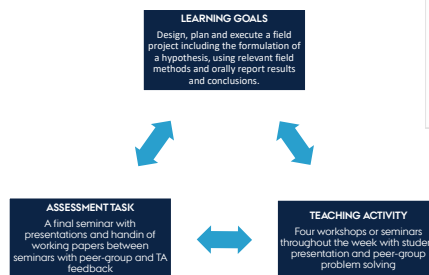 LEARNING GOALS
Design, plan and execute a field
project including the formulation of
a hypothesis, using relevant field
methods and orally report results
and conclusions.
ASSESSMENT TASK
A final seminar with
presentations and handin of
working papers between
seminars with peer-group and TA
feedback
TEACHING ACTIVITY
Four workshops or seminars
throughout the week with studen
presentation and peer-group
problem solving